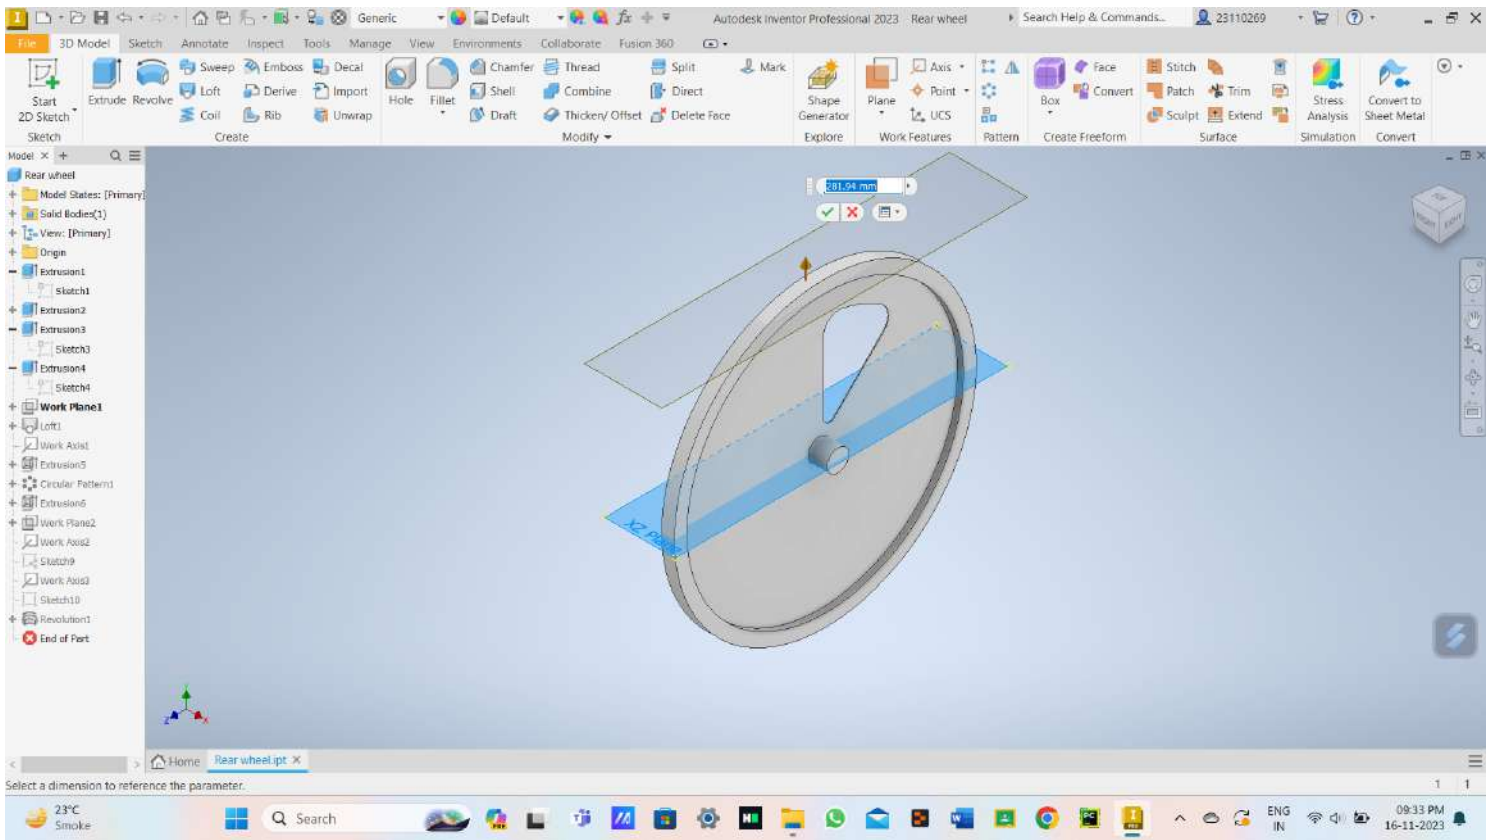 Generic
Default
Autodesk Inventor Professional 2023 Rear wheel
Search Help & Commands...
23110269
File 3D Model Sketch Annotate Inspect Tools Manage View Environments Collaborate Fusion 360
Start
2D Sketch
Extrude Revolve
Sweep Emboss Decal
Loft Derive Import
Coil Rib Unwrap
Hole Fillet
Chamfer Thread Split Mark
Shell Combine Direct
Draft Thicken/ Offset Delete Face
Shape
Generator
Plane
Axis
Point
UCS
Box
Face
Convert
Stitch
Patch Trim
Sculpt Extend
Stress
Analysis
Convert to
Sheet Metal
Sketch Create Modify Explore Work Features Pattern Create Freeform Surface Simulation Convert
Model × +
Rear wheel
Model States: [Primary]
Solid Bodies(1)
View: [Primary]
Origin
Extrusion1
Sketch1
Extrusion2
Extrusion3
Sketch3
Extrusion4
Sketch4
Work Plane1
Loft1
Work Axis1
Extrusion5
Circular Pattern1
Extrusion6
Work Plane2
Work Axis2
Sketch9
Work Axis3
Sketch10
Revolution1
End of Part
281.94 mm
XZ Plane
Home Rear wheel.ipt ×
Select a dimension to reference the parameter.
1 1
23°C
Smoke
Search
ENG
IN
09:33 PM
16-11-2023